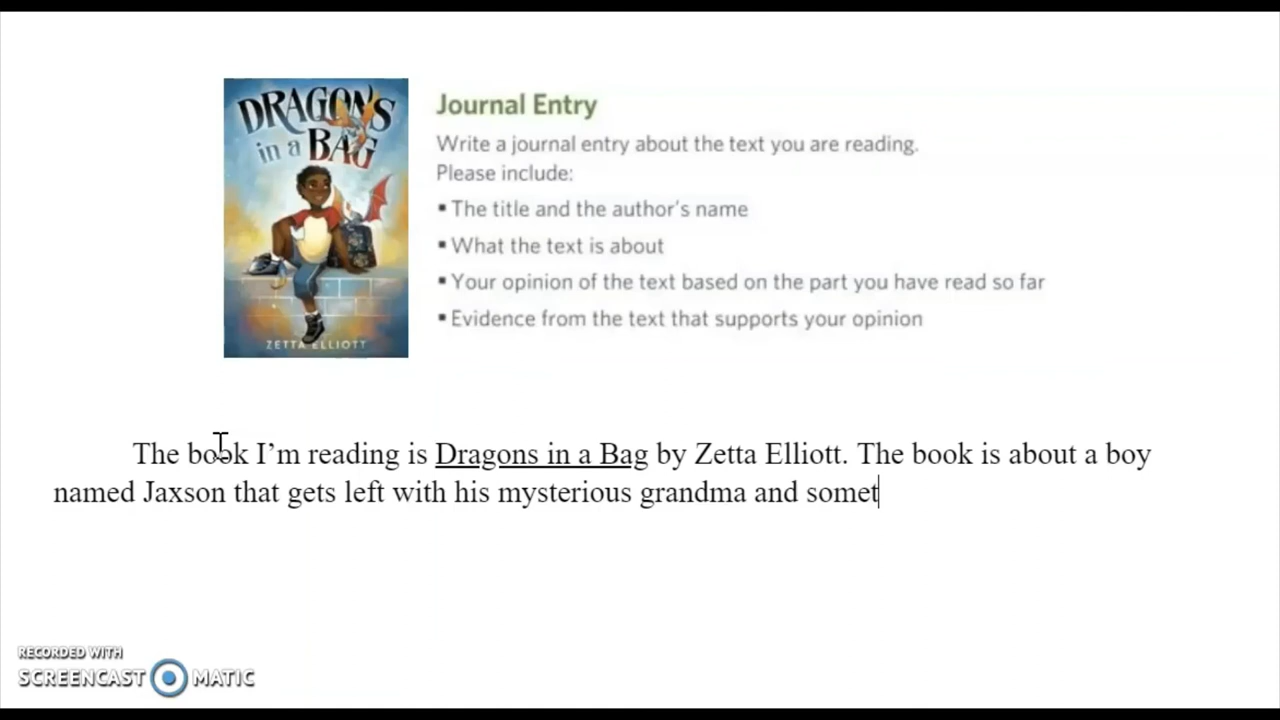 DRAGONS
in a BAG
ZETTA ELLIOTT
Journal Entry
Write a journal entry about the text you are reading.
Please include:
▪ The title and the author's name
▪ What the text is about
▪ Your opinion of the text based on the part you have read so far
▪ Evidence from the text that supports your opinion
The book I'm reading is Dragons in a Bag by Zetta Elliott. The book is about a boy
named Jaxson that gets left with his mysterious grandma and somet
RECORDED WITH
SCREENCAST MATIC